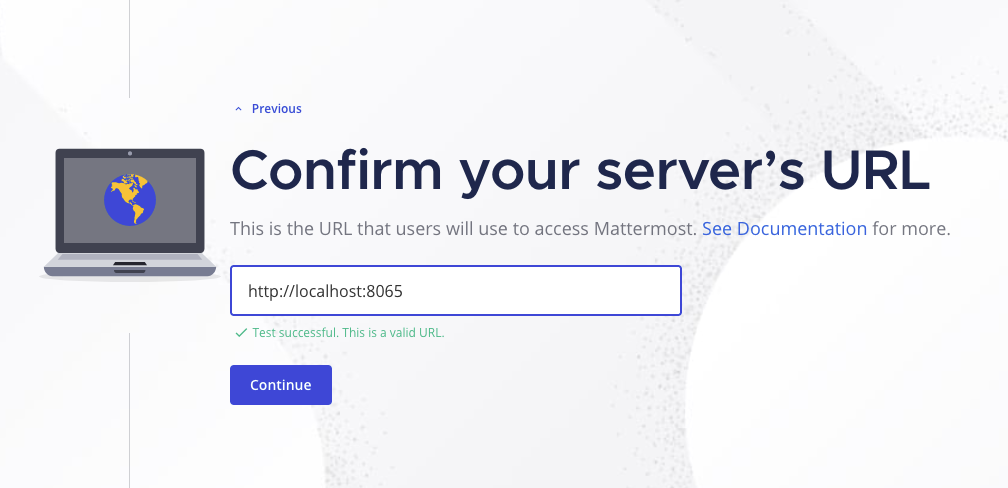 Previous
Confirm your server’s URL
This is the URL that users will use to access Mattermost. See Documentation for more.
http://localhost:8065
Test successful. This is a valid URL.
Continue